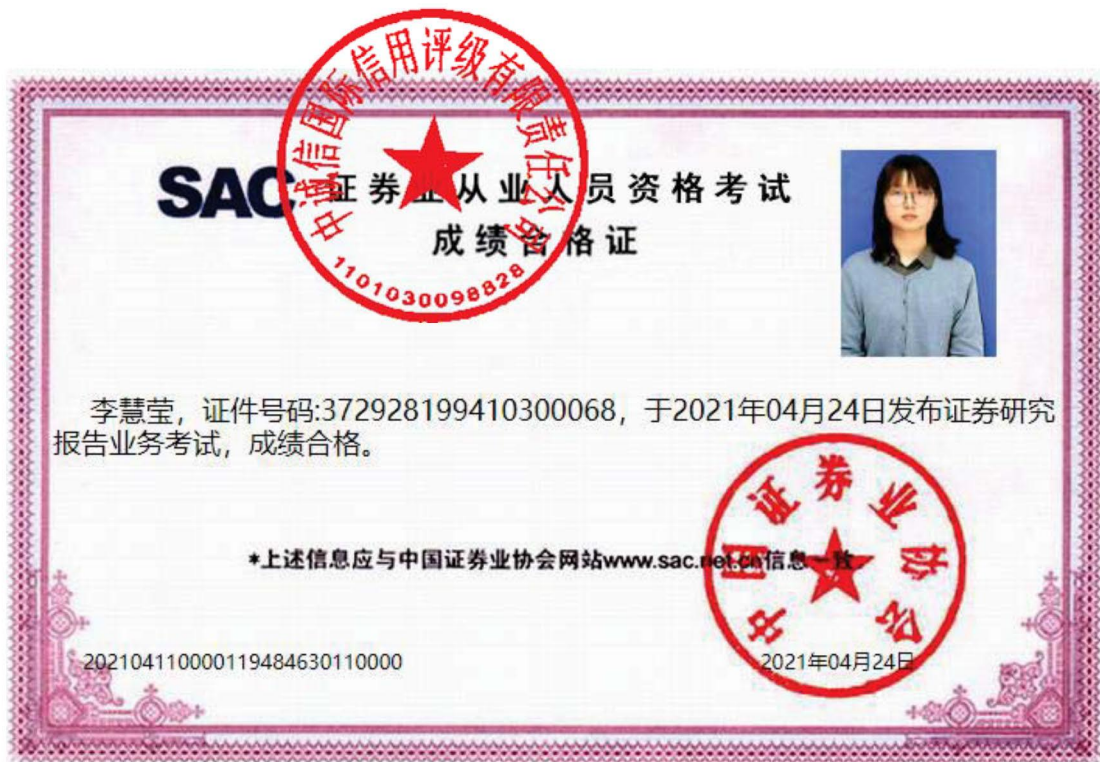 中诚信国际信用评级有限责任公司
1101030098828
SAC 证券业从业人员资格考试
成绩合格证
李慧莹，证件号码:372928199410300068，于2021年04月24日发布证券研究
报告业务考试，成绩合格。
*上述信息应与中国证券业协会网站www.sac.net.cn信息一致。
中国证券业协会
202104110000119484630110000
2021年04月24日